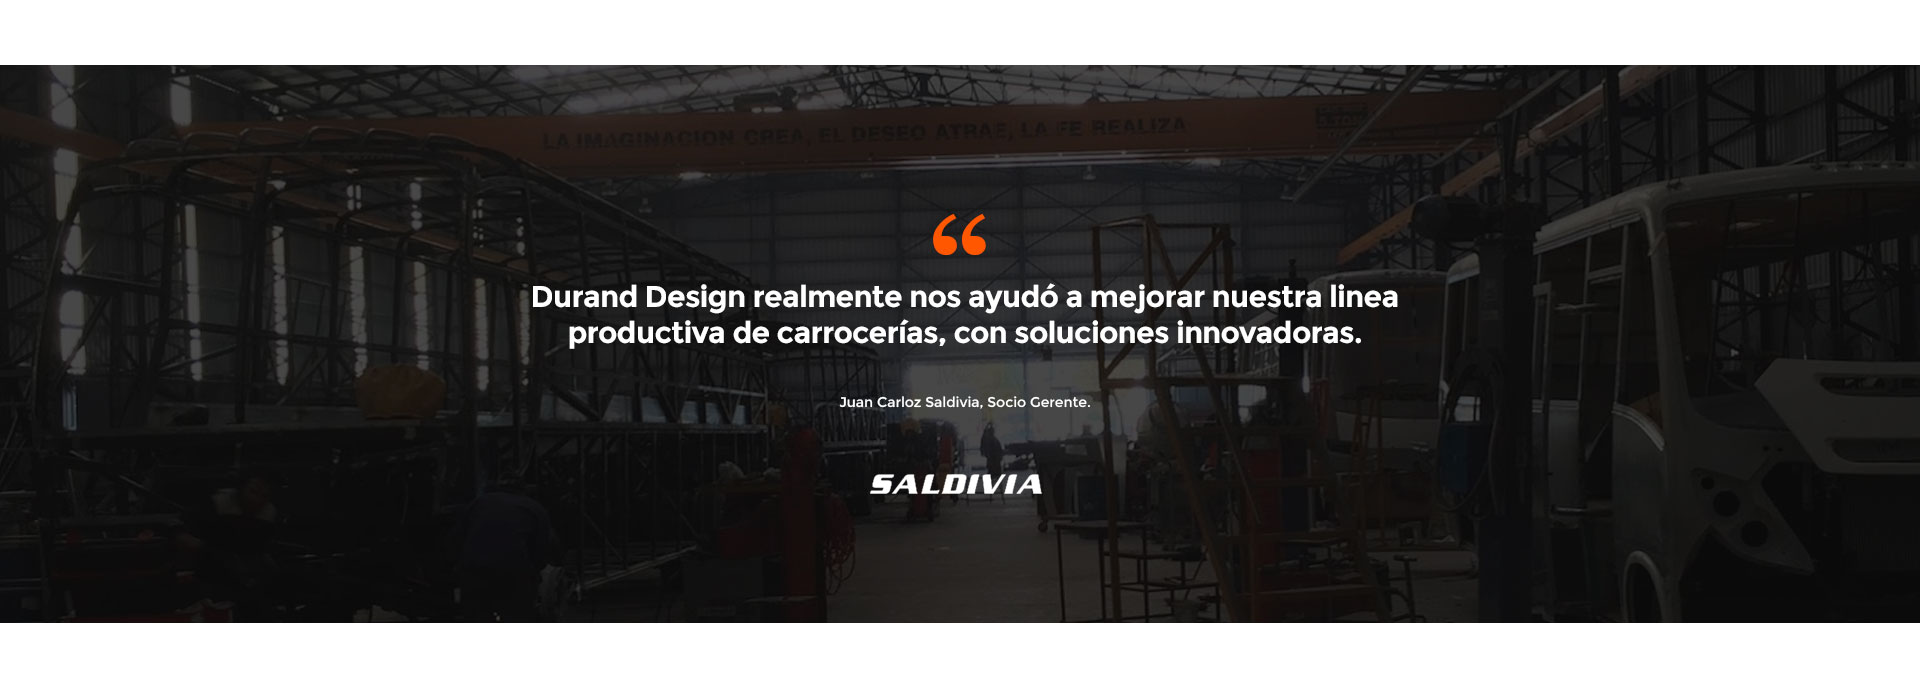 LA IMAGINACION CREA, EL DESEO ATRAE, LA FE REALIZA
“
Durand Design realmente nos ayudó a mejorar nuestra linea
productiva de carrocerías, con soluciones innovadoras.
Juan Carloz Saldivia, Socio Gerente.
SALDIVIA